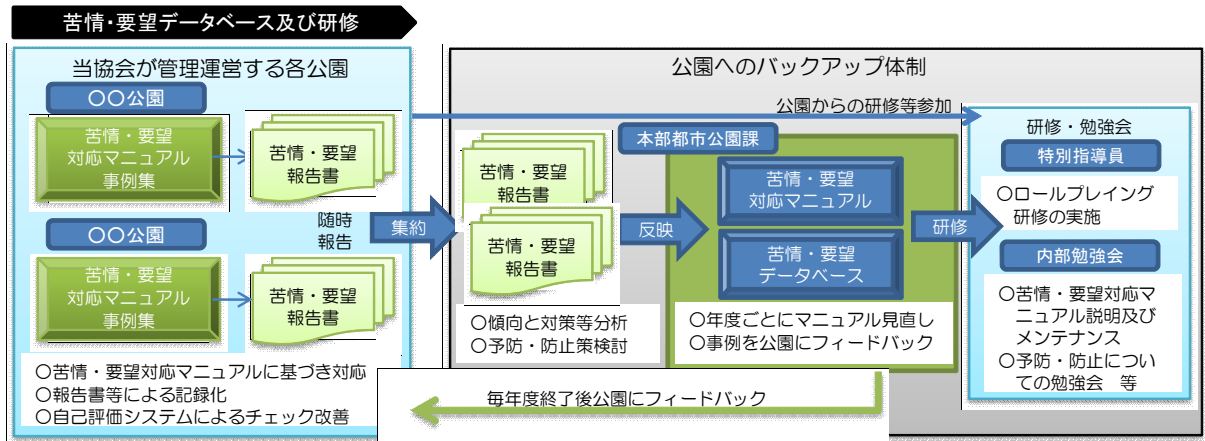 苦情・要望データベース及び研修
当協会が管理運営する各公園
〇〇公園
苦情・要望
対応マニュアル
事例集
苦情・要望
報告書
〇〇公園
苦情・要望
対応マニュアル
事例集
苦情・要望
報告書
随時
報告
〇苦情・要望対応マニュアルに基づき対応
〇報告書等による記録化
〇自己評価システムによるチェック改善
集約
公園へのバックアップ体制
公園からの研修等参加
苦情・要望
報告書
苦情・要望
報告書
〇傾向と対策等分析
〇予防・防止策検討
反映
本部都市公園課
苦情・要望
対応マニュアル
苦情・要望
データベース
〇年度ごとにマニュアル見直し
〇事例を公園にフィードバック
研修
研修・勉強会
特別指導員
〇ロールプレイング
研修の実施
内部勉強会
〇苦情・要望対応マ
ニュアル説明及び
メンテナンス
〇予防・防止につい
ての勉強会 等
毎年度終了後公園にフィードバック